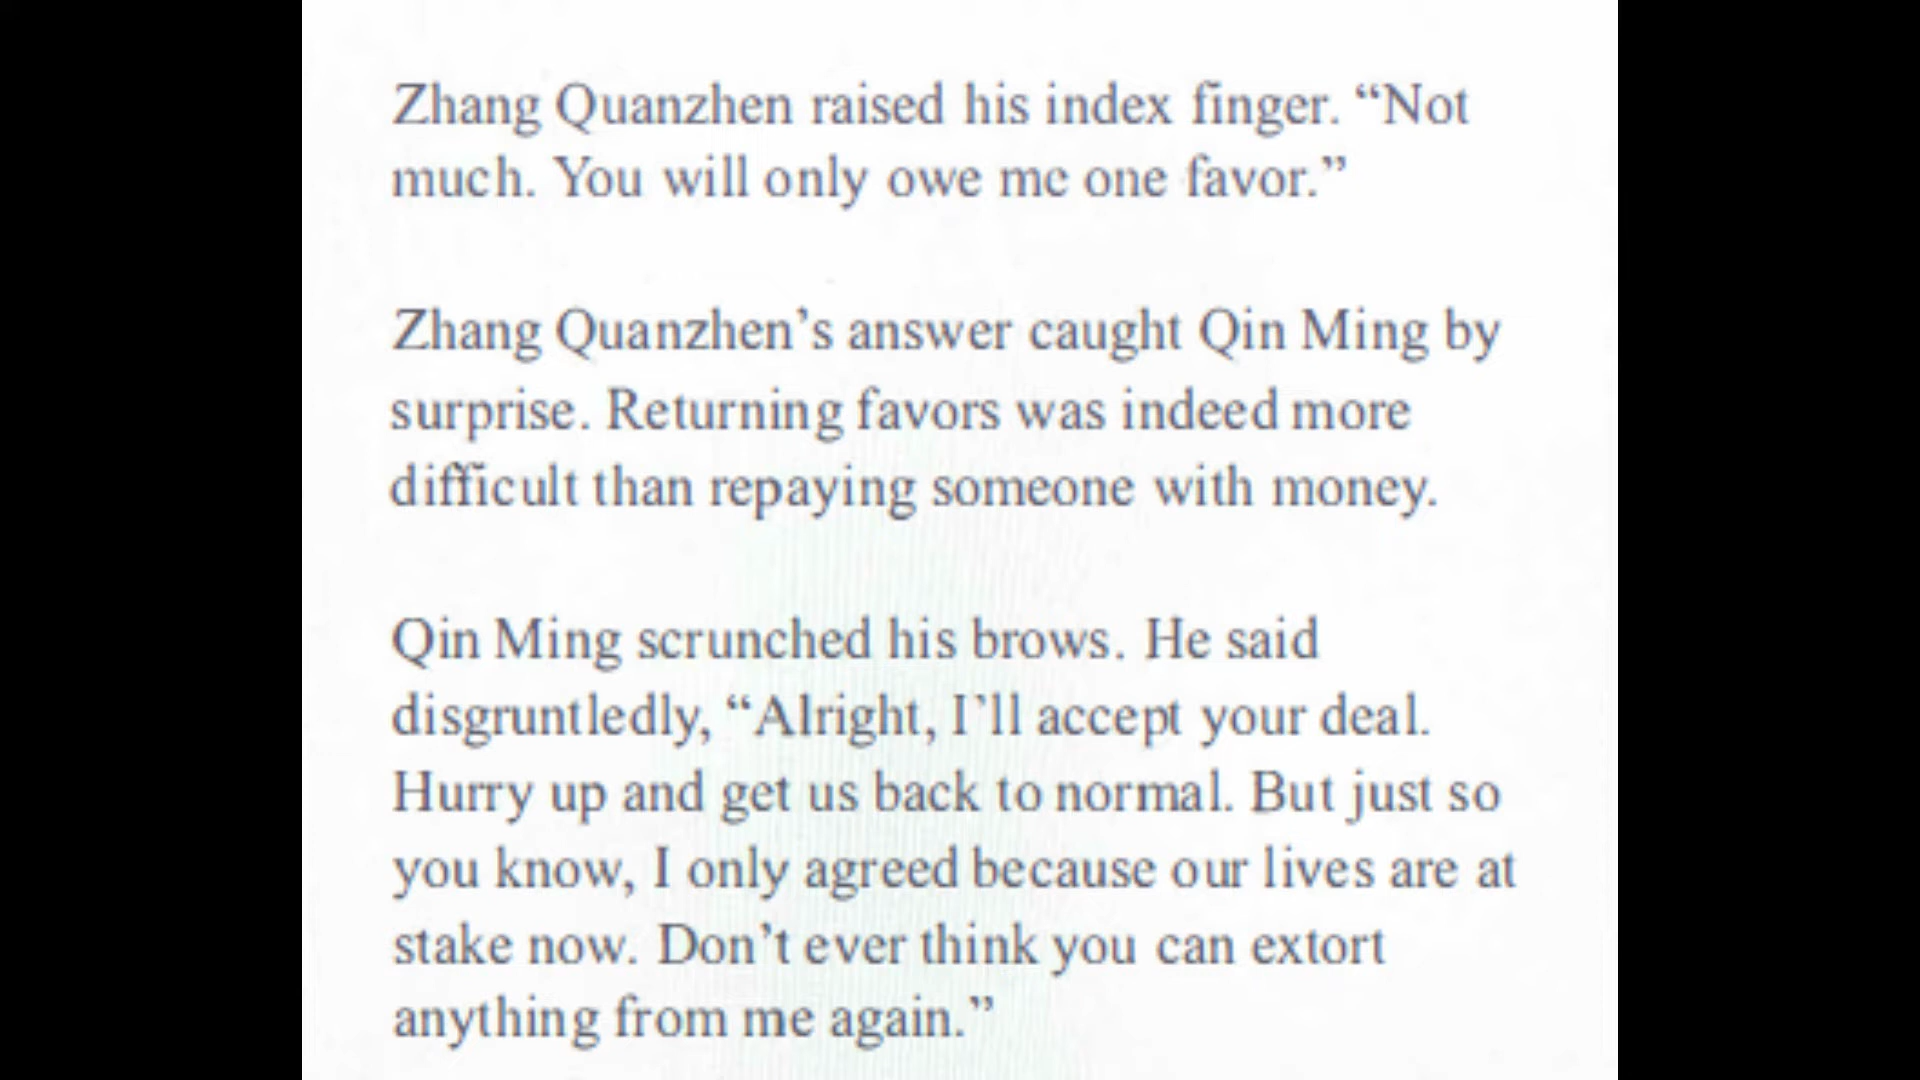 Zhang Quanzhen raised his index finger. “Not
much. You will only owe me one favor.”
Zhang Quanzhen’s answer caught Qin Ming by
surprise. Returning favors was indeed more
difficult than repaying someone with money.
Qin Ming scrunched his brows. He said
disgruntledly, “Alright, I’ll accept your deal.
Hurry up and get us back to normal. But just so
you know, I only agreed because our lives are at
stake now. Don’t ever think you can extort
anything from me again.”